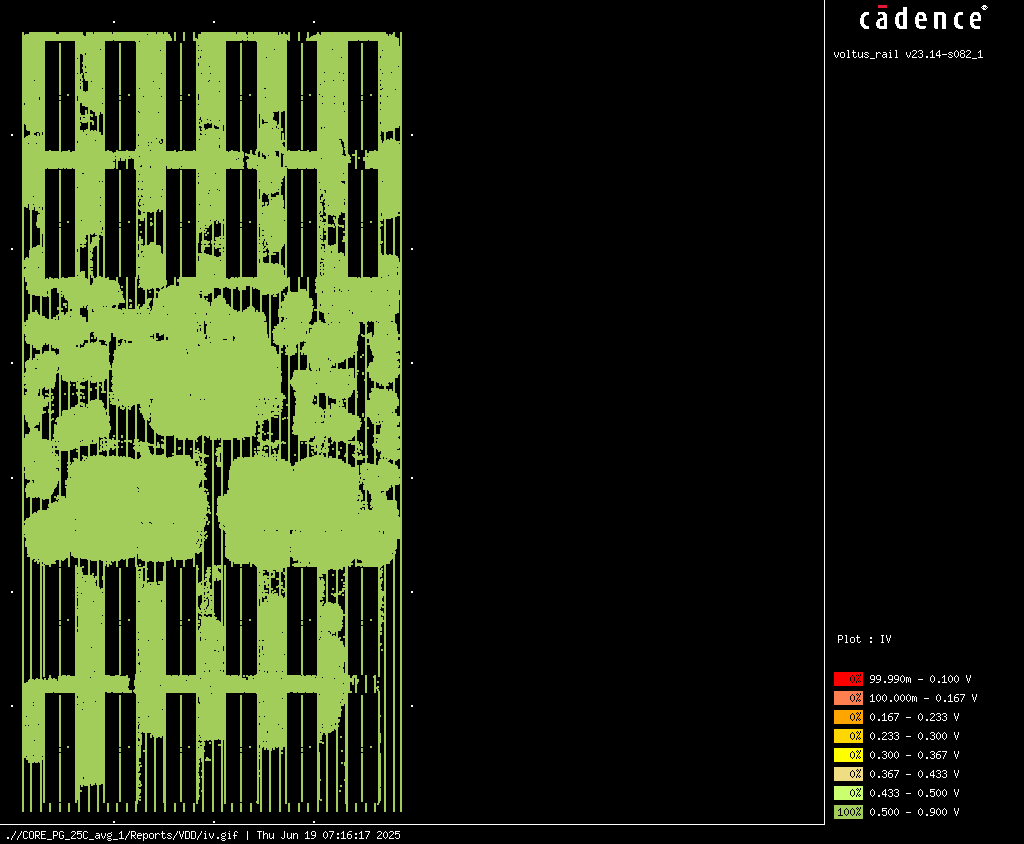 cādence®
voltus_rail v23.14-s082_1
Plot : IV
0% 99.990m - 0.100 V
0% 100.000m - 0.167 V
0% 0.167 - 0.233 V
0% 0.233 - 0.300 V
0% 0.300 - 0.367 V
0% 0.367 - 0.433 V
0% 0.433 - 0.500 V
100% 0.500 - 0.900 V
.//CORE_PG_25C_avg_1/Reports/VDD/iv.gif | Thu Jun 19 07:16:17 2025